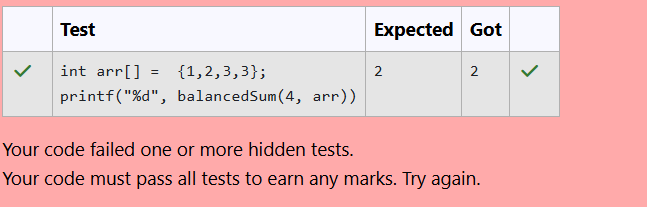 Test Expected Got
int arr[] = {1,2,3,3}; 2 2
printf("%d", balancedSum(4, arr))
Your code failed one or more hidden tests.
Your code must pass all tests to earn any marks. Try again.